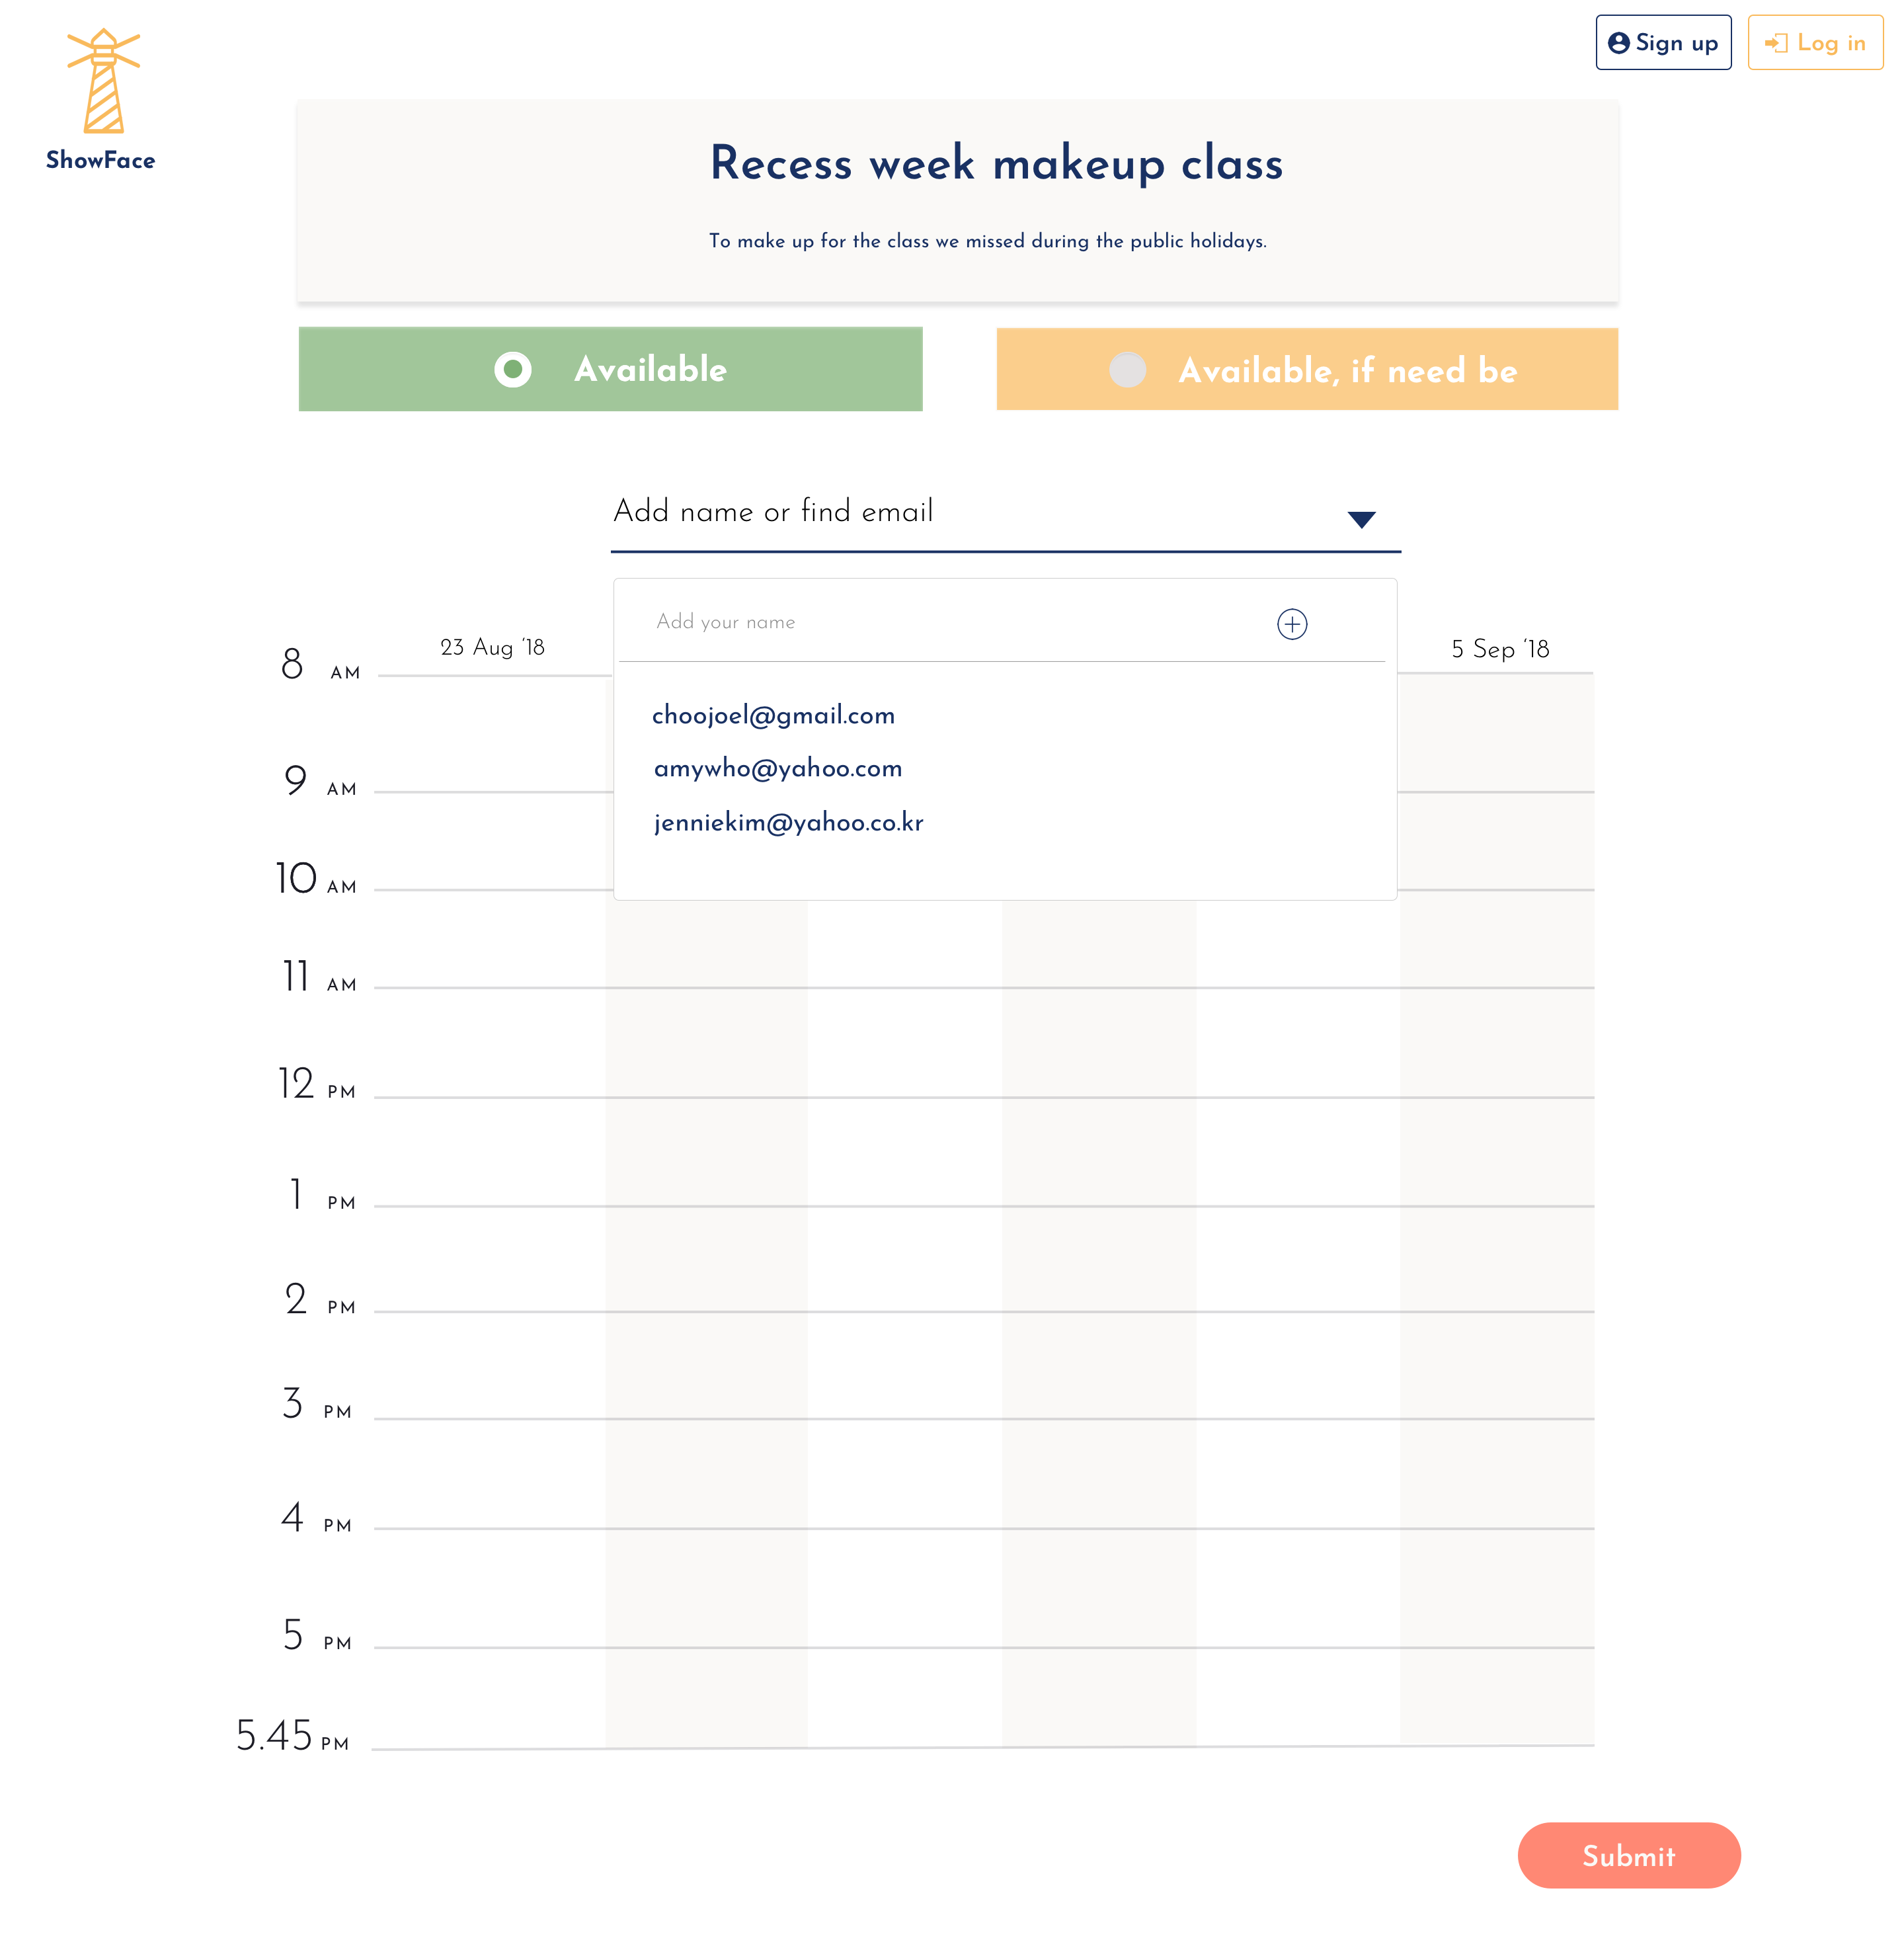 Sign up
Log in
ShowFace
Recess week makeup class
To make up for the class we missed during the public holidays.
Available
Available, if need be
Add name or find email
Add your name
23 Aug '18
5 Sep '18
8 AM
choojoel@gmail.com
amywho@yahoo.com
9 AM
jenniekim@yahoo.co.kr
10 AM
11 AM
12 PM
1 PM
2 PM
3 PM
4 PM
5 PM
5.45 PM
Submit